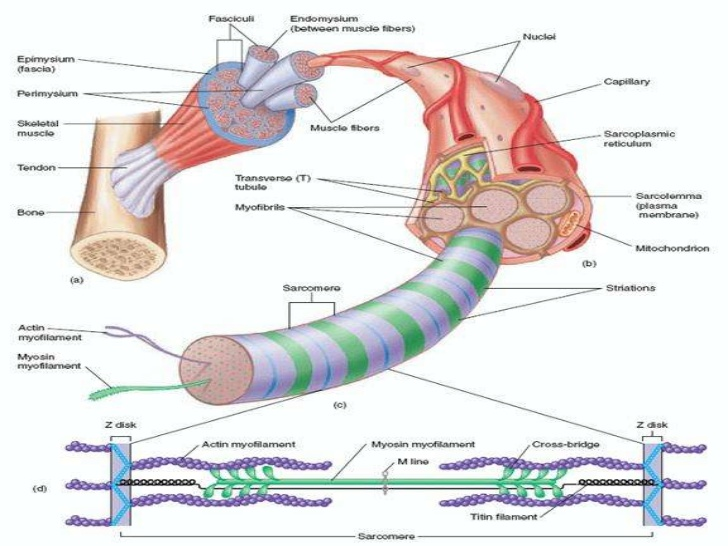 Fasciculi
Endomysium
(between muscle fibers)
Nuclei
Epimysium
(fascia)
Capillary
Perimysium
Muscle fibers
Skeletal
muscle
Sarcoplasmic
reticulum
Tendon
Transverse (T)
tubule
Sarcolemma
(plasma
membrane)
Myofibrils
Bone
Mitochondrion
(a)
(b)
Sarcomere
Striations
Actin
myofilament
Myosin
myofilament
(c)
Z disk
Z disk
Actin myofilament
Myosin myofilament
Cross-bridge
M line
(d)
Titin filament
Sarcomere